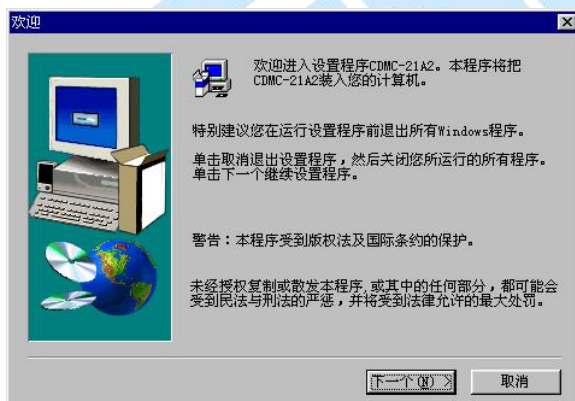 欢迎
欢迎进入设置程序CDMC-21A2。本程序将把
CDMC-21A2装入您的计算机。
特别建议您在运行设置程序前退出所有Windows程序。
单击取消退出设置程序，然后关闭您所运行的所有程序。
单击下一个继续设置程序。
警告：本程序受到版权法及国际条约的保护。
未经授权复制或散发本程序,或其中的任何部分，都可能会
受到民法与刑法的严惩，并将受到法律允许的最大处罚。
下一个(N) >
取消